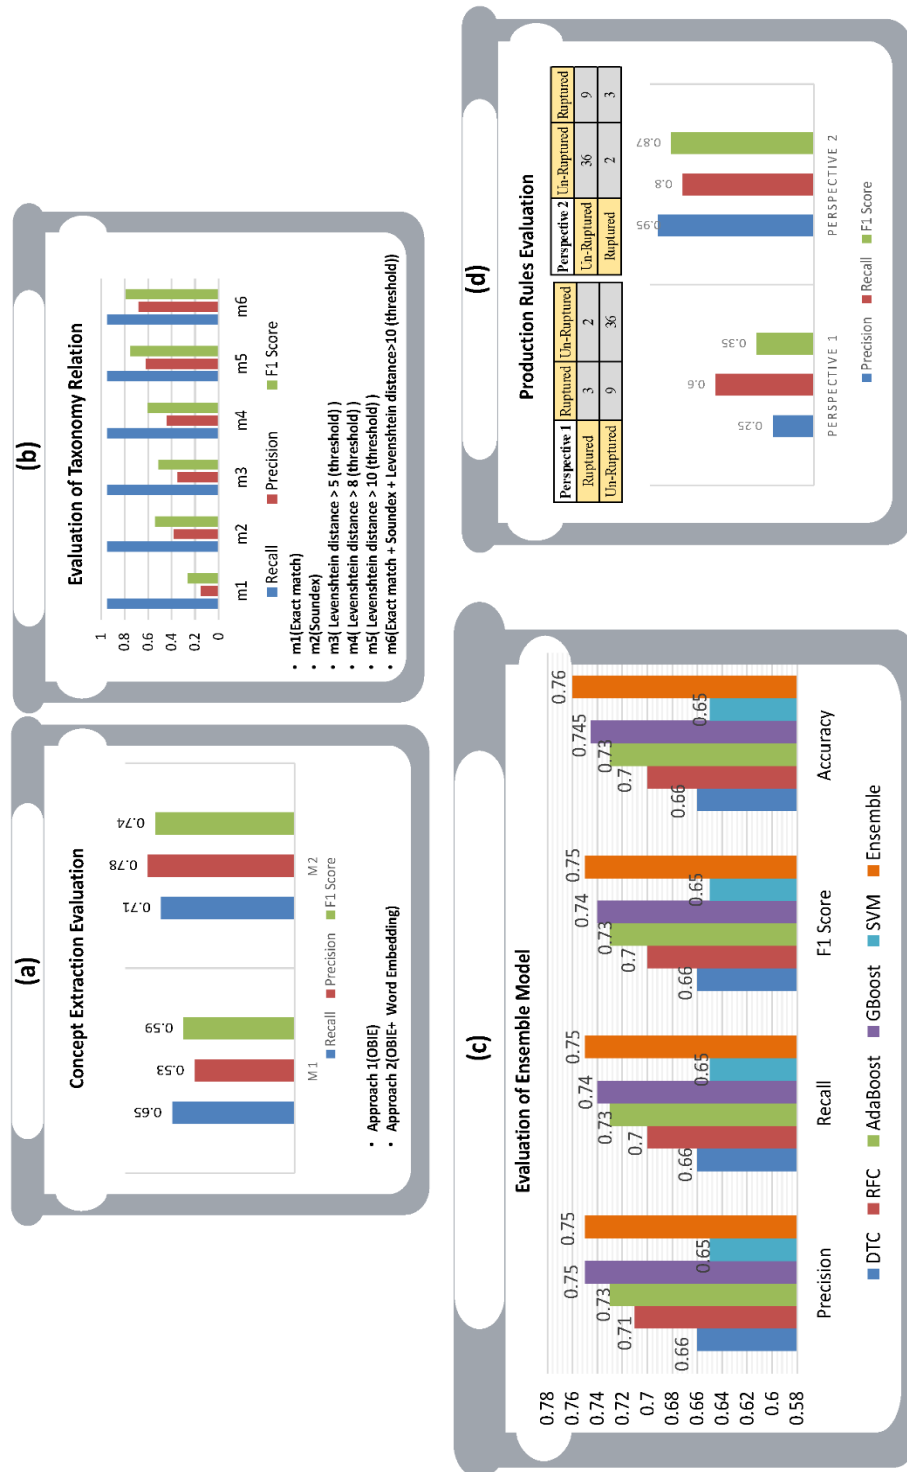 (a)
Concept Extraction Evaluation
0.65
0.53
0.59
0.71
0.78
0.74
M1
M2
Recall Precision F1 Score
• Approach 1(OBIE)
• Approach 2(OBIE+ Word Embedding)
(b)
Evaluation of Taxonomy Relation
1
0.8
0.6
0.4
0.2
0
m1 m2 m3 m4 m5 m6
Recall Precision F1 Score
• m1(Exact match)
• m2(Soundex)
• m3( Levenshtein distance > 5 (threshold) )
• m4( Levenshtein distance > 8 (threshold) )
• m5( Levenshtein distance > 10 (threshold) )
• m6(Exact match + Soundex + Levenshtein distance>10 (threshold))
(c)
Evaluation of Ensemble Model
0.78
0.76
0.74
0.72
0.7
0.68
0.66
0.64
0.62
0.6
0.58
0.66 0.71 0.73 0.75 0.65 0.75
0.66 0.7 0.73 0.74 0.65 0.75
0.66 0.7 0.73 0.74 0.65 0.75
0.66 0.7 0.73 0.745 0.65 0.76
Precision Recall F1 Score Accuracy
DTC RFC AdaBoost GBoost SVM Ensemble
(d)
Production Rules Evaluation
Perspective 1 Ruptured Un-Ruptured
Ruptured 3 2
Un-Ruptured 9 36
Perspective 2 Un-Ruptured Ruptured
Un-Ruptured 36 9
Ruptured 2 3
0.25
0.6
0.35
0.95
0.8
0.87
PERSPECTIVE 1 PERSPECTIVE 2
Precision Recall F1 Score